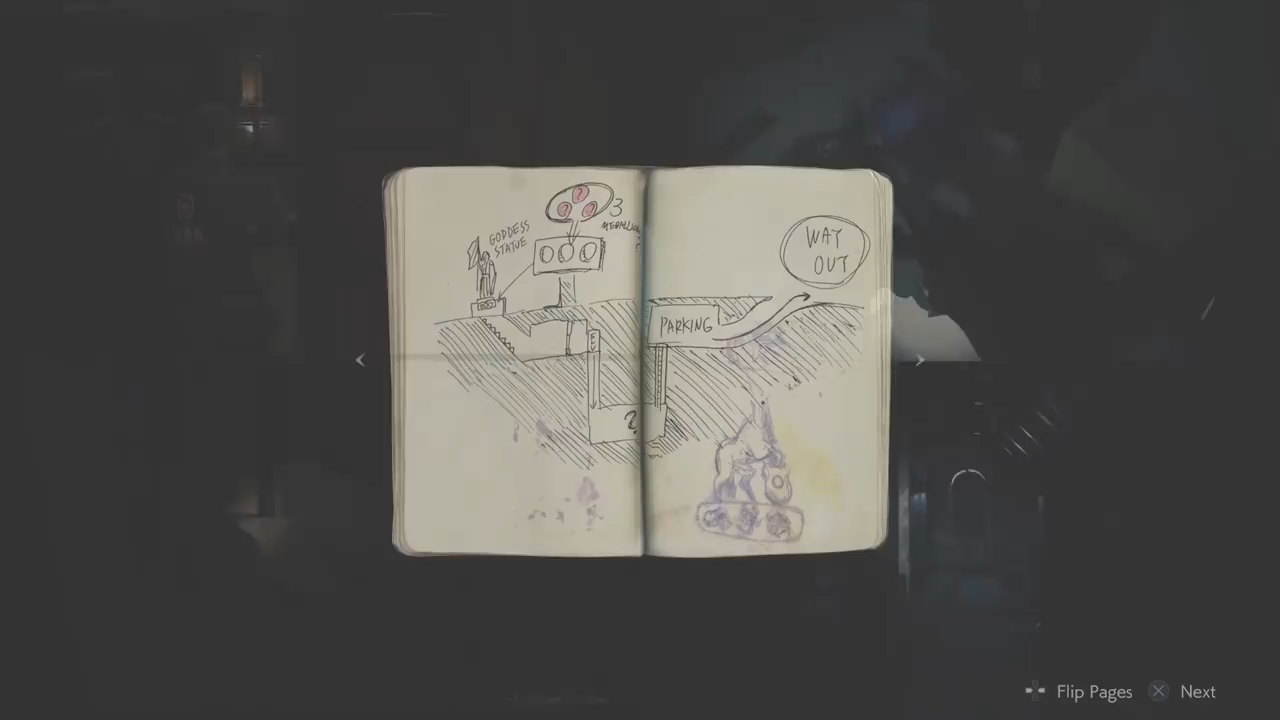 3
GODDESS
STATUE
?
WAY
OUT
PARKING
?
Flip Pages
Next